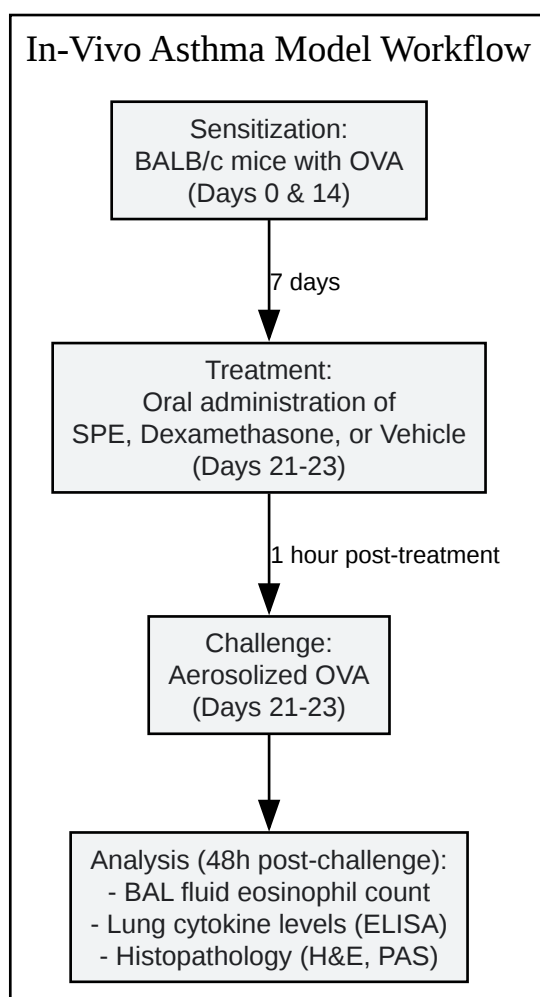 In-Vivo Asthma Model Workflow
Sensitization:
BALB/c mice with OVA
(Days 0 & 14)
7 days
Treatment:
Oral administration of
SPE, Dexamethasone, or Vehicle
(Days 21-23)
1 hour post-treatment
Challenge:
Aerosolized OVA
(Days 21-23)
Analysis (48h post-challenge):
- BAL fluid eosinophil count
- Lung cytokine levels (ELISA)
- Histopathology (H&E, PAS)